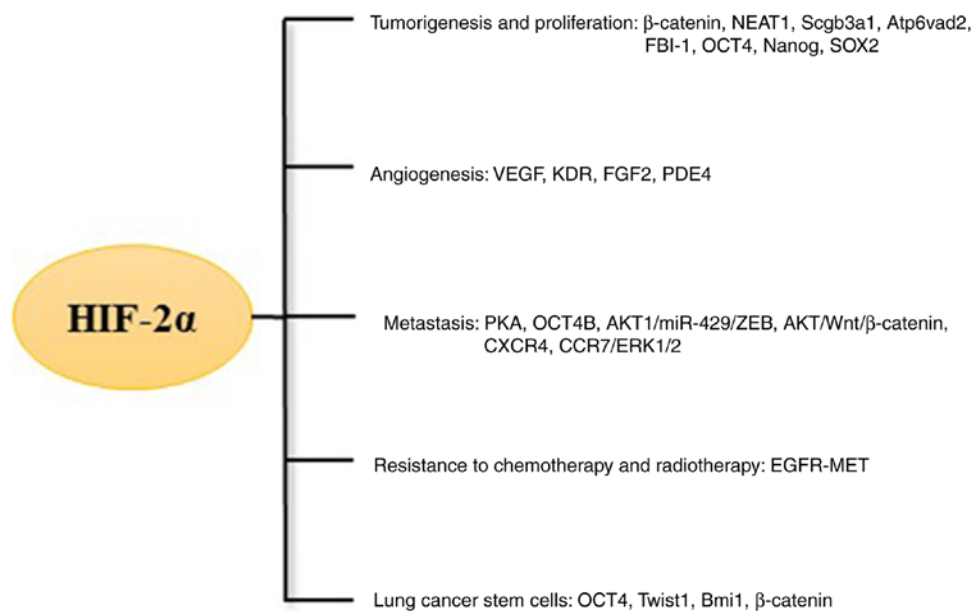 Tumorigenesis and proliferation: β-catenin, NEAT1, Scgb3a1, Atp6vad2,
FBI-1, OCT4, Nanog, SOX2
Angiogenesis: VEGF, KDR, FGF2, PDE4
HIF-2α
Metastasis: PKA, OCT4B, AKT1/miR-429/ZEB, AKT/Wnt/β-catenin,
CXCR4, CCR7/ERK1/2
Resistance to chemotherapy and radiotherapy: EGFR-MET
Lung cancer stem cells: OCT4, Twist1, Bmi1, β-catenin